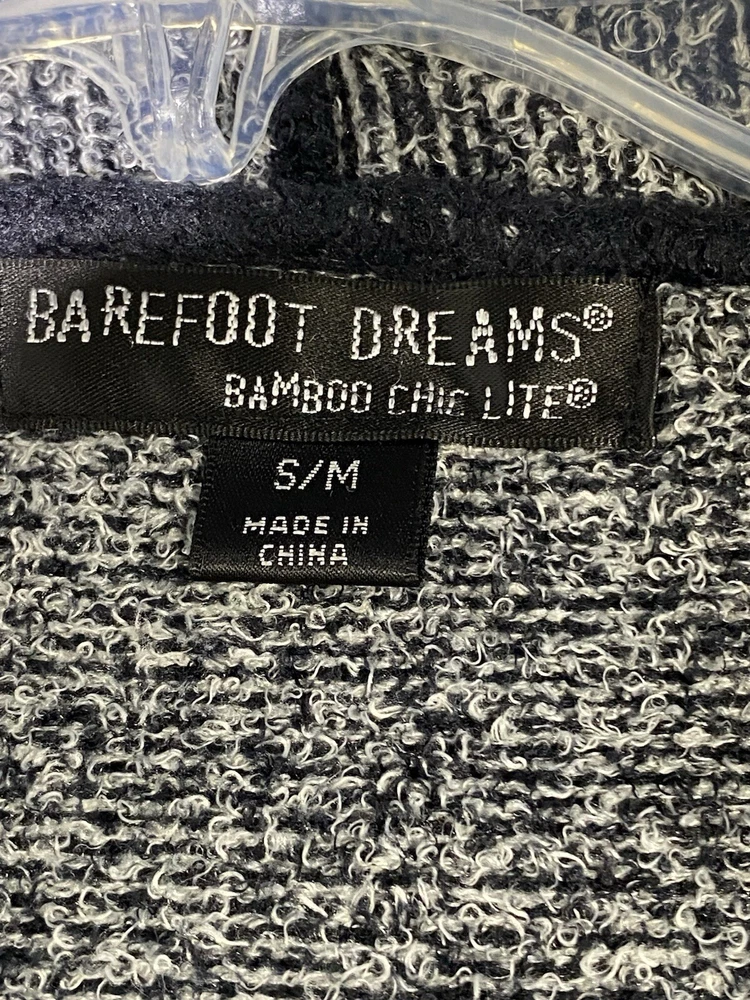 BAREFOOT DREAMS®
BAMBOO CHIC LITE®
S/M
MADE IN
CHINA